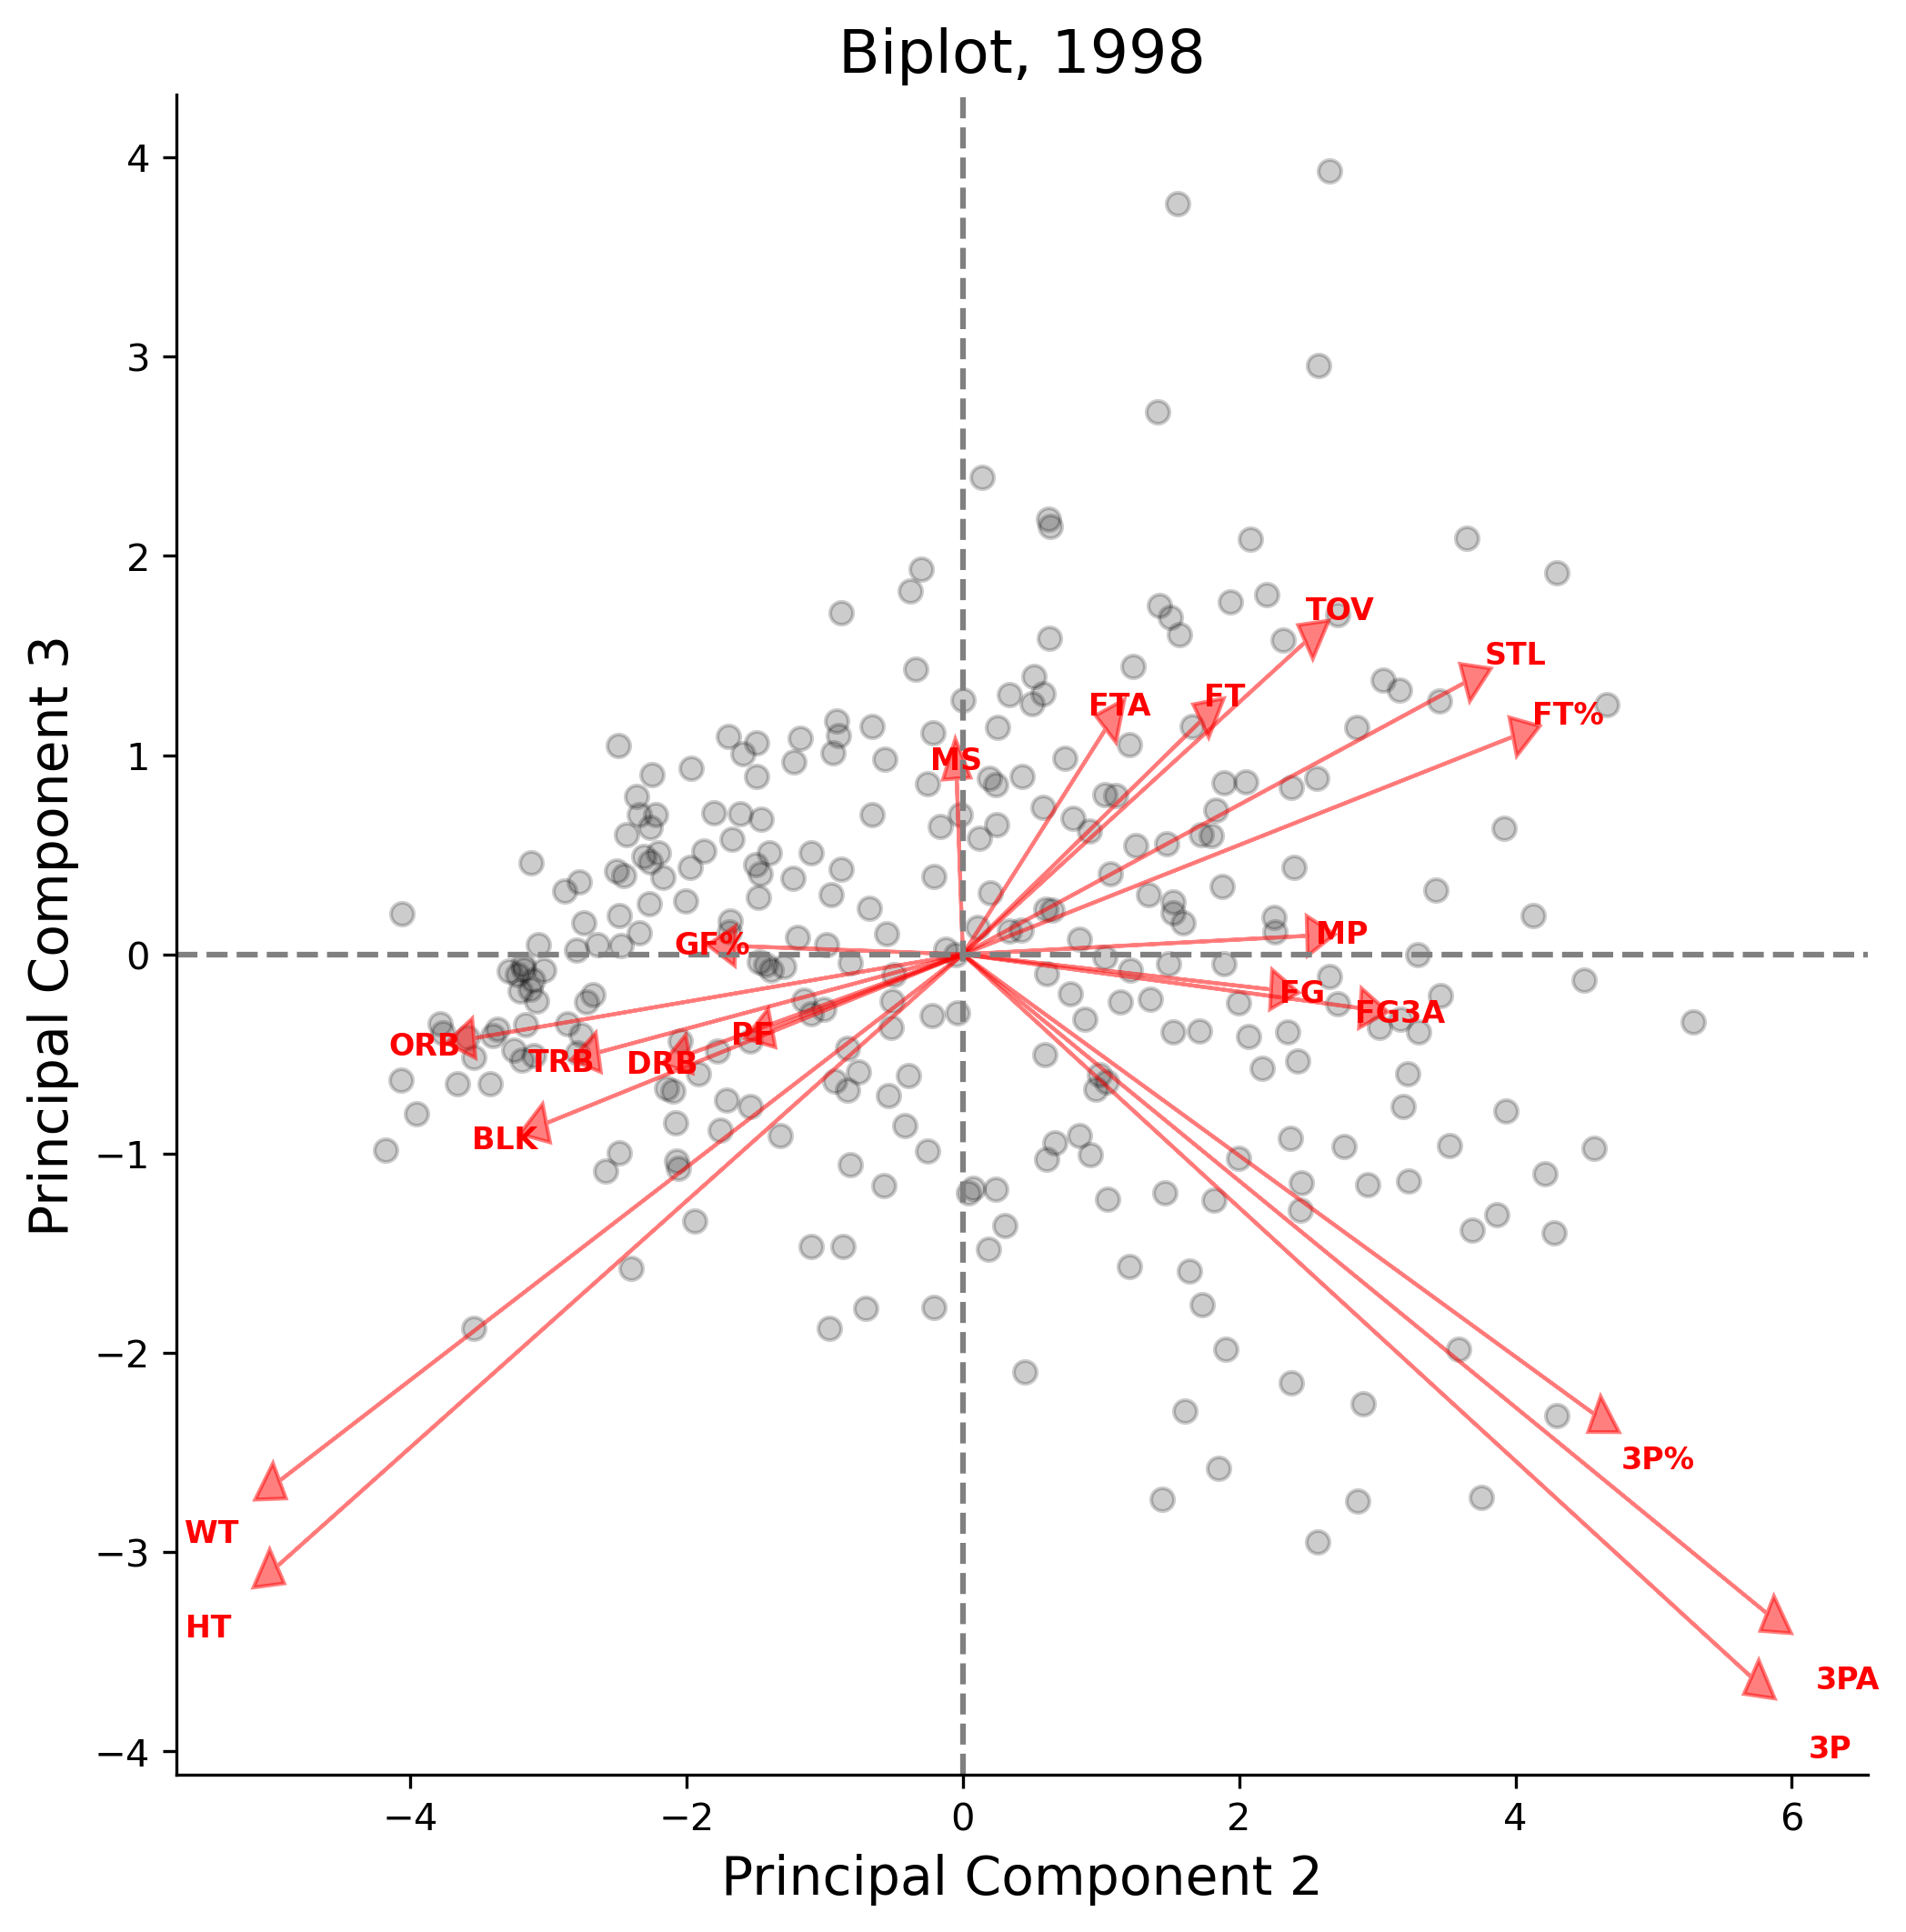 Biplot, 1998
Principal Component 3
4
3
2
1
0
−1
−2
−3
−4
TOV
STL
FTA
FT
FT%
MS
GF%
MP
FG
FG3A
ORB
TRB
DRB
PF
BLK
3P%
WT
HT
3PA
3P
−4
−2
0
2
4
6
Principal Component 2